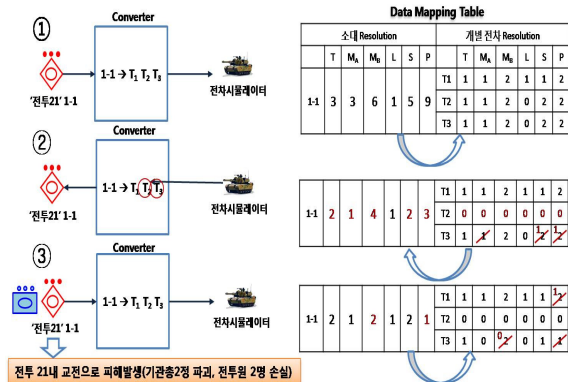 Converter
①
1-1 → T1 T2 T3
'전투21' 1-1
전차시뮬레이터
Converter
②
1-1 → T1 T2 T3
'전투21' 1-1
전차시뮬레이터
Converter
③
1-1 → T1 T2 T3
'전투21' 1-1
전차시뮬레이터
전투 21내 교전으로 피해발생(기관총2정 파괴, 전투원 2명 손실)
Data Mapping Table
소대 Resolution 개별 전차 Resolution
T MA MB L S P T MA MB L S P
T1 1 1 2 1 1 2
1-1 3 3 6 1 5 9 T2 1 1 2 0 2 2
T3 1 1 2 0 2 2
T1 1 1 2 1 1 2
1-1 2 1 4 1 2 3 T2 0 0 0 0 0 0
T3 1 1 2 0 1 2 1 2
T1 1 1 2 1 1 1 2
1-1 2 1 2 1 2 1 T2 0 0 0 0 0 0
T3 1 0 0 2 0 1 1